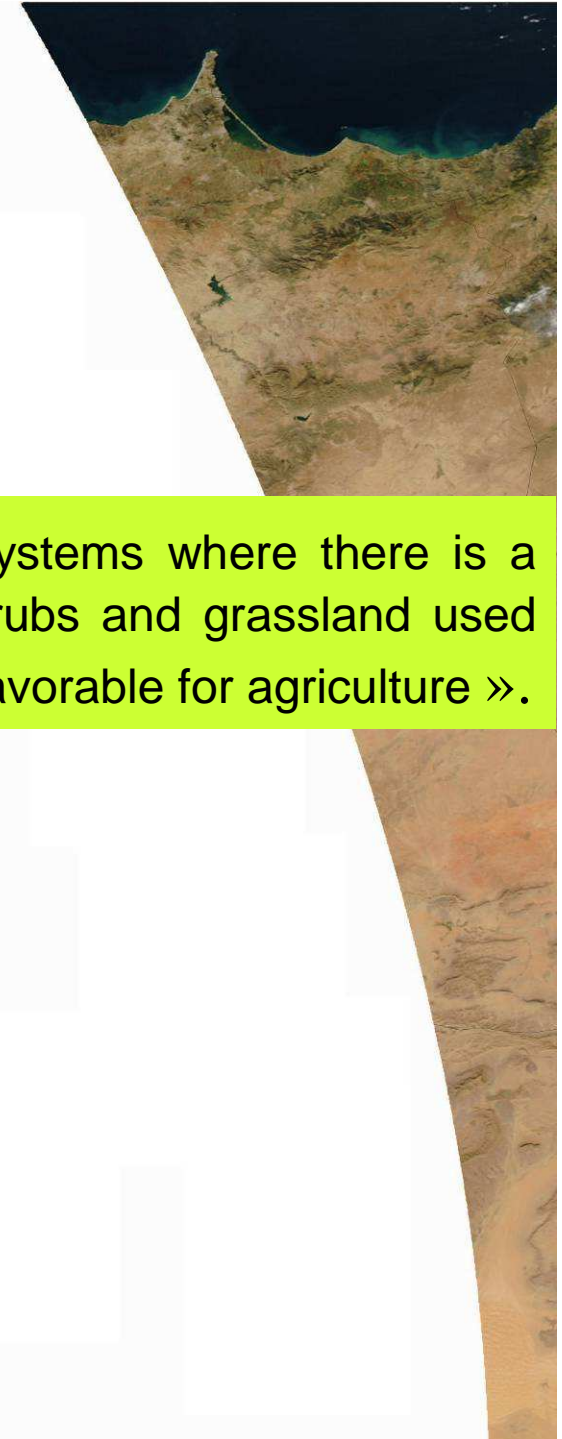 ystems where there is a
rubs and grassland used
avorable for agriculture ».